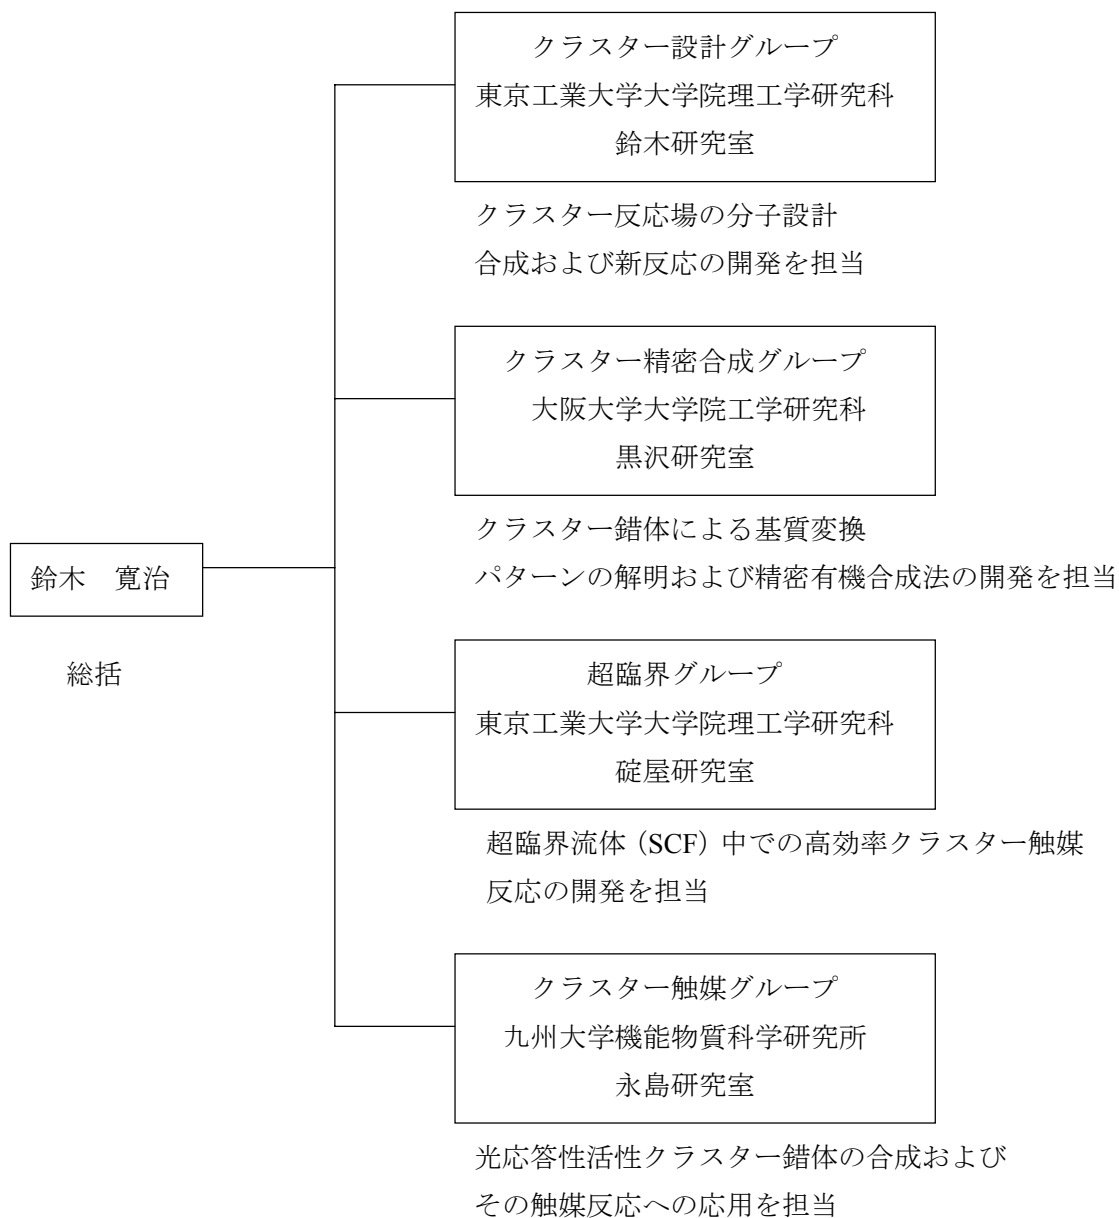 クラスター設計グループ
東京工業大学大学院理工学研究科
鈴木研究室
クラスター反応場の分子設計
合成および新反応の開発を担当
クラスター精密合成グループ
大阪大学大学院工学研究科
黒沢研究室
クラスター錯体による基質変換
パターンの解明および精密有機合成法の開発を担当
鈴木　寛治
総括
超臨界グループ
東京工業大学大学院理工学研究科
碇屋研究室
超臨界流体（SCF）中での高効率クラスター触媒
反応の開発を担当
クラスター触媒グループ
九州大学機能物質科学研究所
永島研究室
光応答性活性クラスター錯体の合成および
その触媒反応への応用を担当